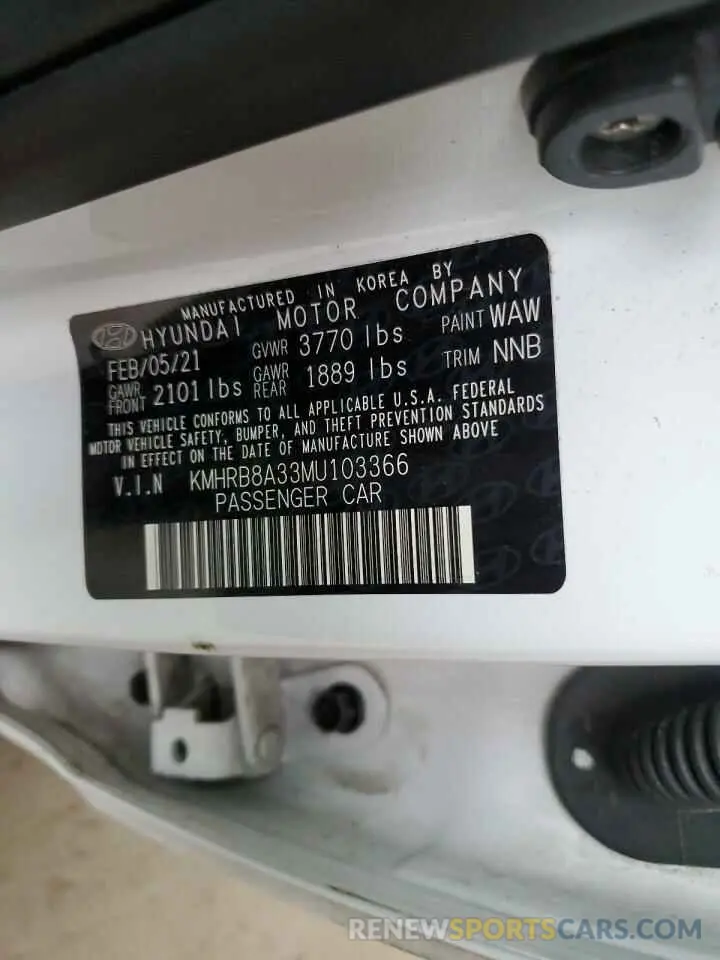 MANUFACTURED IN KOREA BY
HYUNDAI MOTOR COMPANY
FEB/05/21 GVWR 3770 lbs PAINT WAW
GAWR FRONT 2101 lbs GAWR REAR 1889 lbs TRIM NNB
THIS VEHICLE CONFORMS TO ALL APPLICABLE U.S.A. FEDERAL
MOTOR VEHICLE SAFETY, BUMPER, AND THEFT PREVENTION STANDARDS
IN EFFECT ON THE DATE OF MANUFACTURE SHOWN ABOVE
V.I.N KMHRB8A33MU103366
PASSENGER CAR
RENEWSPORTSCARS.COM